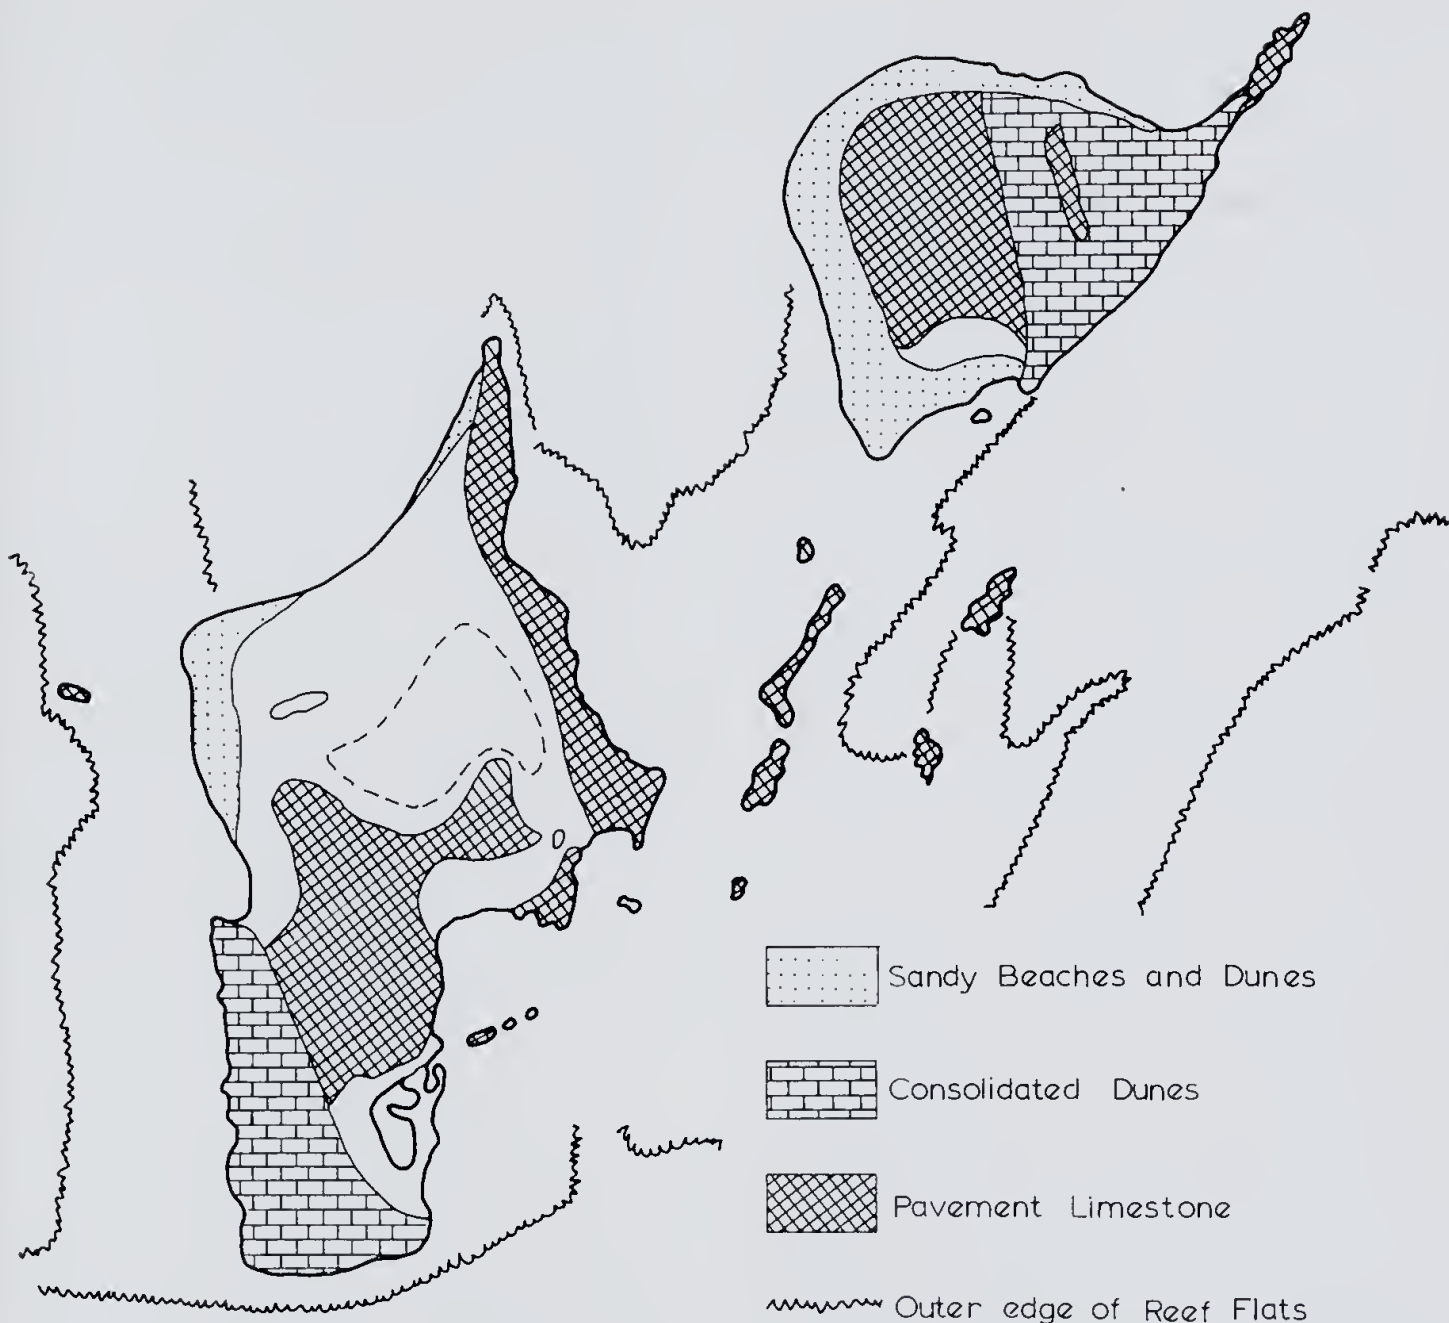 Sandy Beaches and Dunes
Consolidated Dunes
Pavement Limestone
Outer edge of Reef Flats